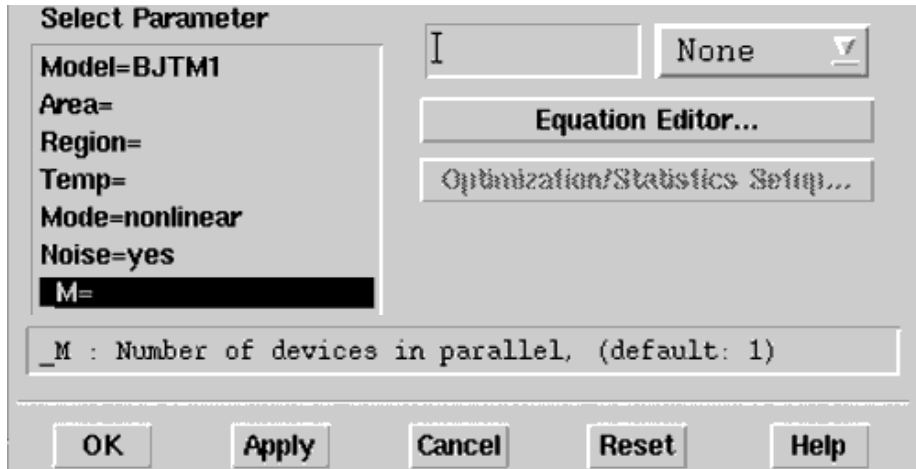 Select Parameter
Model=BJTM1
Area=
Region=
Temp=
Mode=nonlinear
Noise=yes
_M=
None
Equation Editor...
Optimization/Statistics Setup...
_M : Number of devices in parallel, (default: 1)
OK Apply Cancel Reset Help